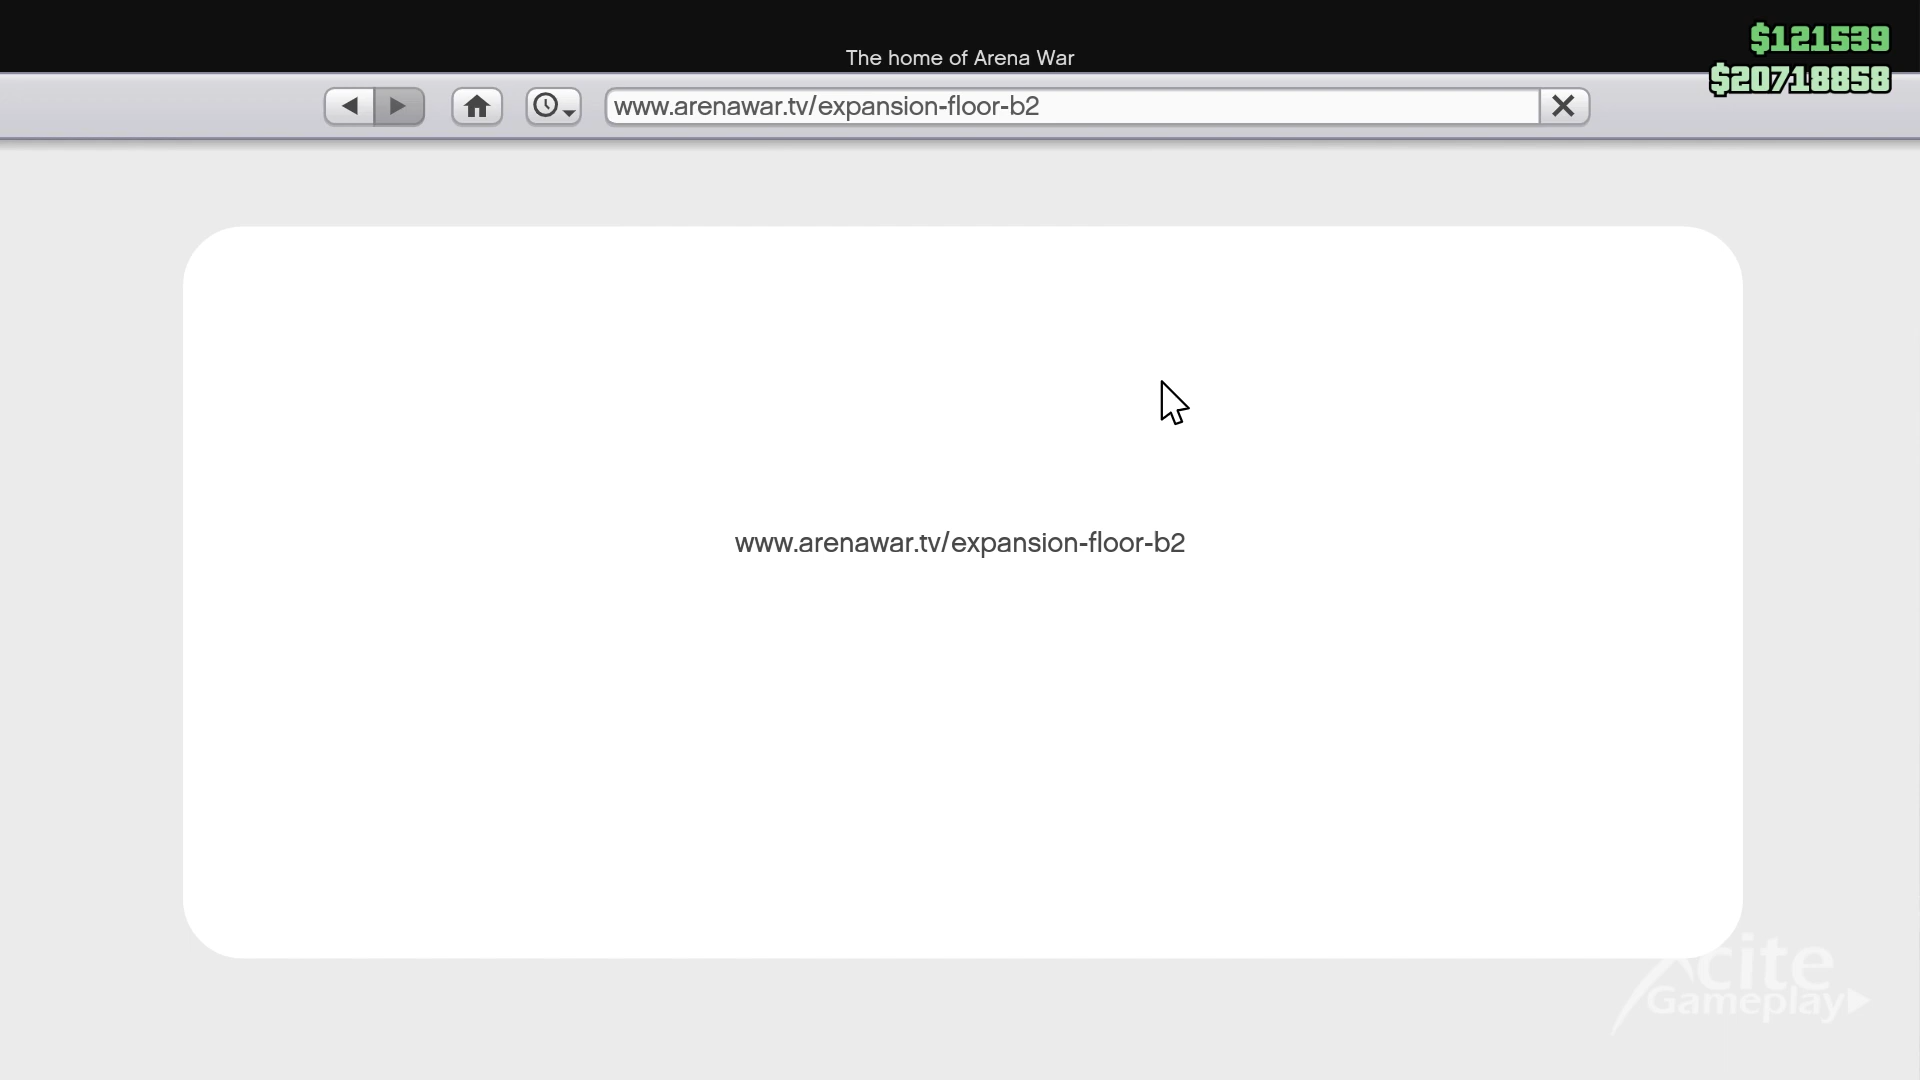 $121539
The home of Arena War
$20718858
www.arenawar.tv/expansion-floor-b2
www.arenawar.tv/expansion-floor-b2
Xcite
Gameplay